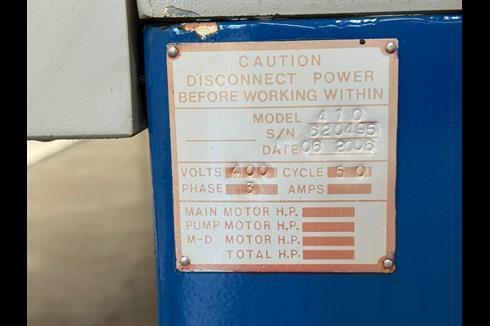 CAUTION
DISCONNECT POWER
BEFORE WORKING WITHIN
MODEL 410
S/N 620495
DATE 06 2006
VOLTS 400 CYCLE 50
PHASE 3 AMPS
MAIN MOTOR H.P.
PUMP MOTOR H.P.
M-D MOTOR H.P.
TOTAL H.P.